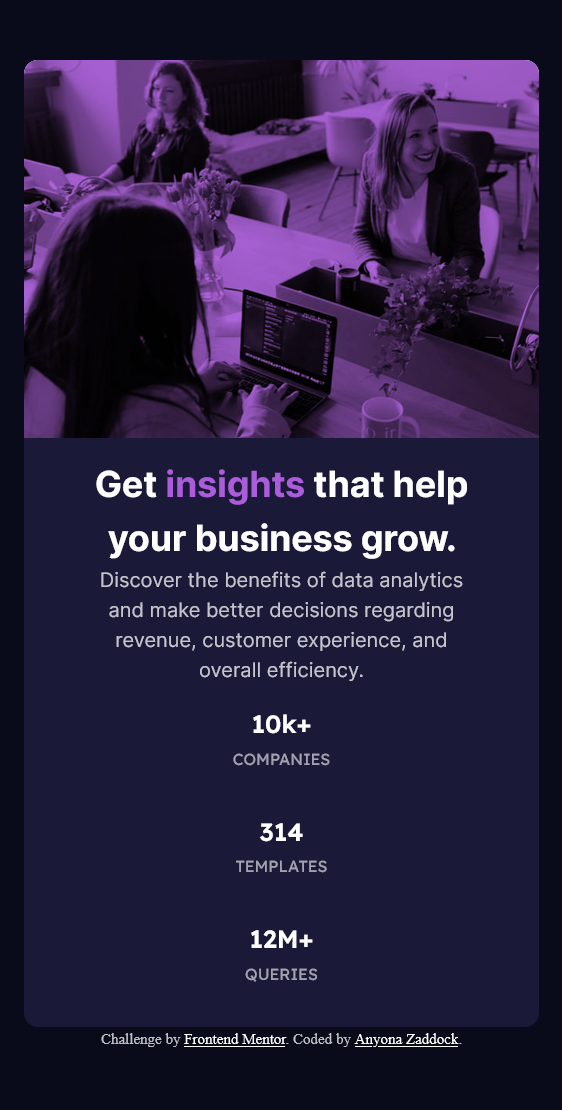 Get insights that help
your business grow.
Discover the benefits of data analytics
and make better decisions regarding
revenue, customer experience, and
overall efficiency.
10k+
COMPANIES
314
TEMPLATES
12M+
QUERIES
Challenge by Frontend Mentor. Coded by Anyona Zaddock.